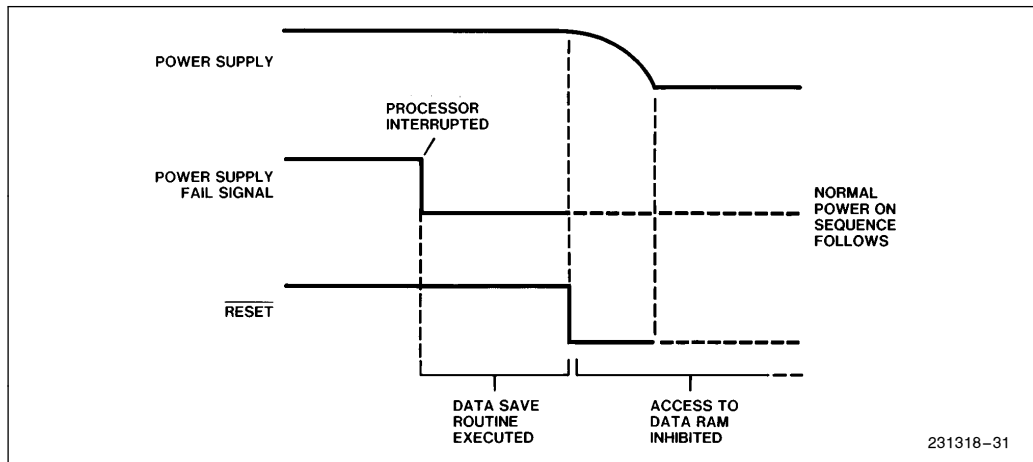 POWER SUPPLY
PROCESSOR
INTERRUPTED
POWER SUPPLY
FAIL SIGNAL
NORMAL
POWER ON
SEQUENCE
FOLLOWS
RESET
DATA SAVE
ROUTINE
EXECUTED
ACCESS TO
DATA RAM
INHIBITED
231318–31